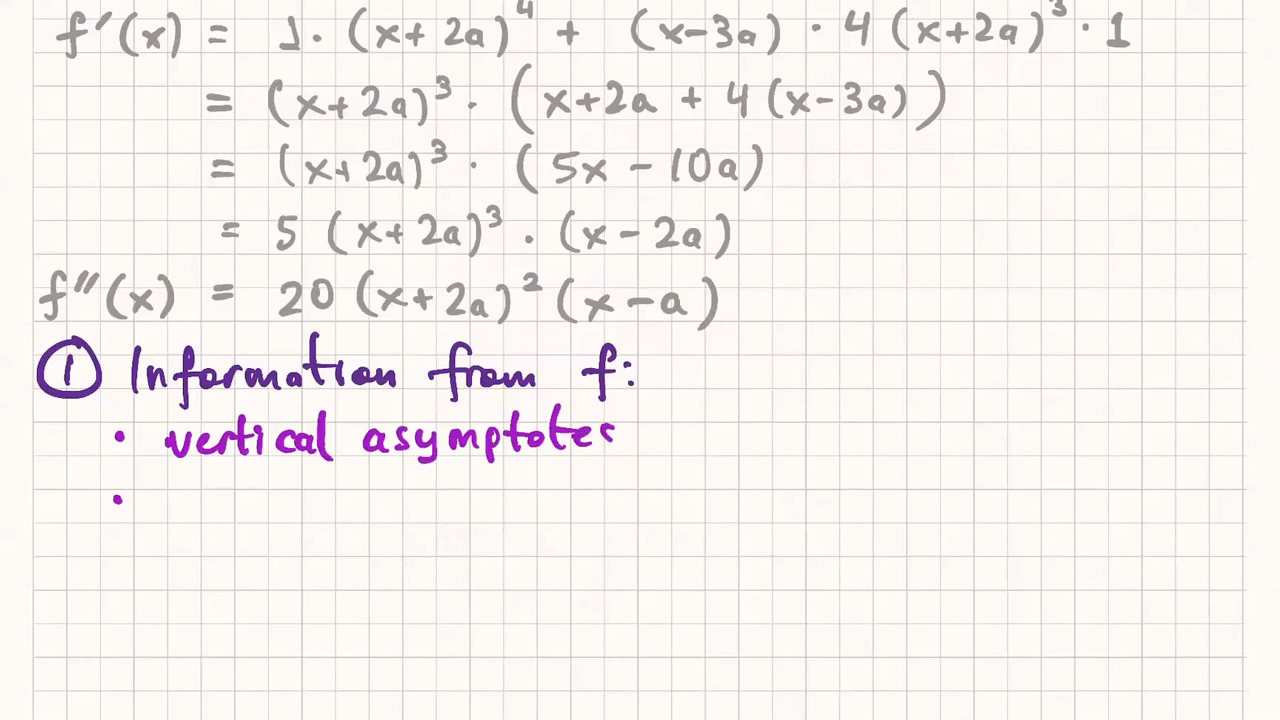 f'(x) = 1·(x+2a)⁴ + (x-3a)·4(x+2a)³·1
= (x+2a)³·(x+2a+4(x-3a))
= (x+2a)³·(5x-10a)
= 5(x+2a)³·(x-2a)
f''(x) = 20(x+2a)²(x-a)
① Information from f:
• vertical asymptotes
•